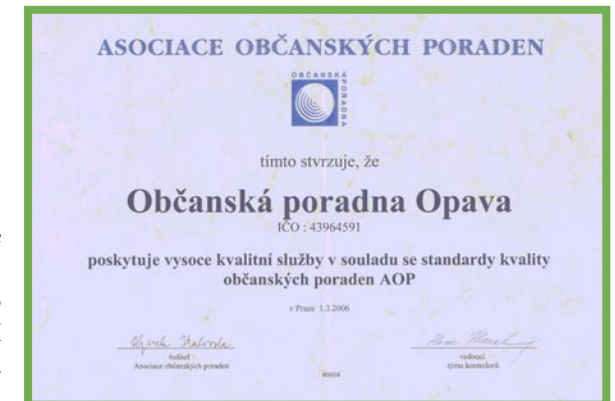 ASOCIACE OBČANSKÝCH PORADEN
OBČANSKÁ
PORADNA
tímto stvrzuje, že
Občanská poradna Opava
IČO : 43964591
poskytuje vysoce kvalitní služby v souladu se standardy kvality
občanských poraden AOP
v Praze 1.3.2006
ředitel
Asociace občanských poraden
vedoucí
týmu kontrolorů